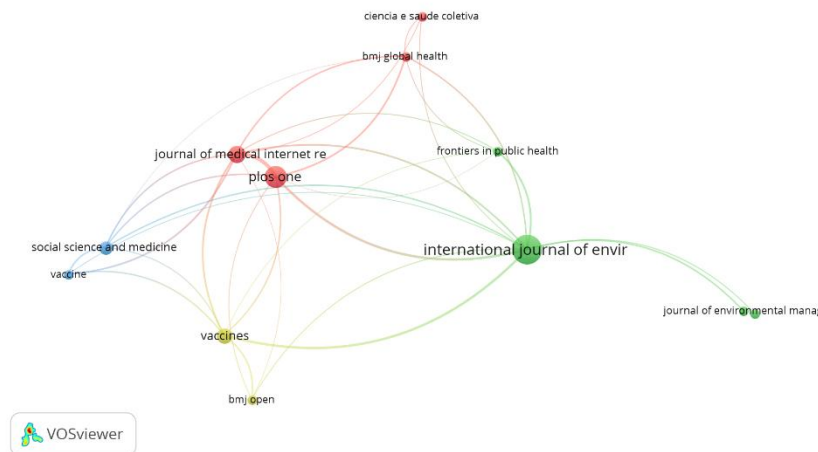 ciencia e saude coletiva
bmj global health
journal of medical internet re
frontiers in public health
plos one
social science and medicine
international journal of envir
vaccine
journal of environmental manag
vaccines
bmj open
VOSviewer